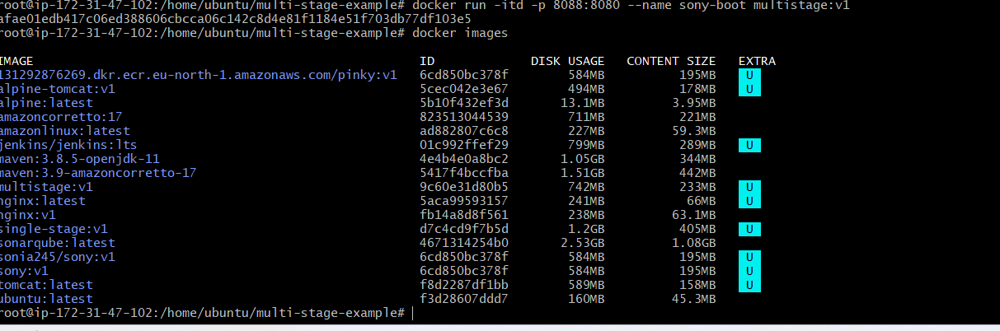 root@ip-172-31-47-102:/home/ubuntu/multi-stage-example# docker run -itd -p 8088:8080 --name sony-boot multistage:v1
afae01edb417c06ed388606cbcca06c142c8d4e81f1184e51f703db77df103e5
root@ip-172-31-47-102:/home/ubuntu/multi-stage-example# docker images
IMAGE ID DISK USAGE CONTENT SIZE EXTRA
131292876269.dkr.ecr.eu-north-1.amazonaws.com/pinky:v1 6cd850bc378f 584MB 195MB U
alpine-tomcat:v1 5cec042e3e67 494MB 178MB U
alpine:latest 5b10f432ef3d 13.1MB 3.95MB
amazoncorretto:17 823513044539 711MB 221MB
amazonlinux:latest ad882807c6c8 227MB 59.3MB
jenkins/jenkins:lts 01c992ffef29 799MB 289MB U
maven:3.8.5-openjdk-11 4e4b4e0a8bc2 1.05GB 344MB
maven:3.9-amazoncorretto-17 5417f4bccfba 1.51GB 442MB
multistage:v1 9c60e31d80b5 742MB 233MB U
nginx:latest 5aca99593157 241MB 66MB U
nginx:v1 fb14a8d8f561 238MB 63.1MB
single-stage:v1 d7c4cd9f7b5d 1.2GB 405MB U
sonarqube:latest 4671314254b0 2.53GB 1.08GB
sonia245/sony:v1 6cd850bc378f 584MB 195MB U
sony:v1 6cd850bc378f 584MB 195MB U
tomcat:latest f8d2287df1bb 589MB 158MB U
ubuntu:latest f3d28607ddd7 160MB 45.3MB
root@ip-172-31-47-102:/home/ubuntu/multi-stage-example#